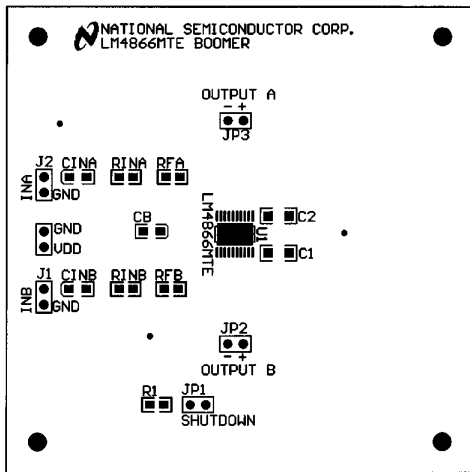 NATIONAL SEMICONDUCTOR CORP.
LM4866MTE BOOMER
OUTPUT A
- +
JP3
J2 CINA RINA RFA
INA
GND
LM4866MTE
U1
C2
GND
VDD
CB
C1
J1 CINB RINB RFB
INB
GND
JP2
- +
OUTPUT B
R1 JP1
SHUTDOWN